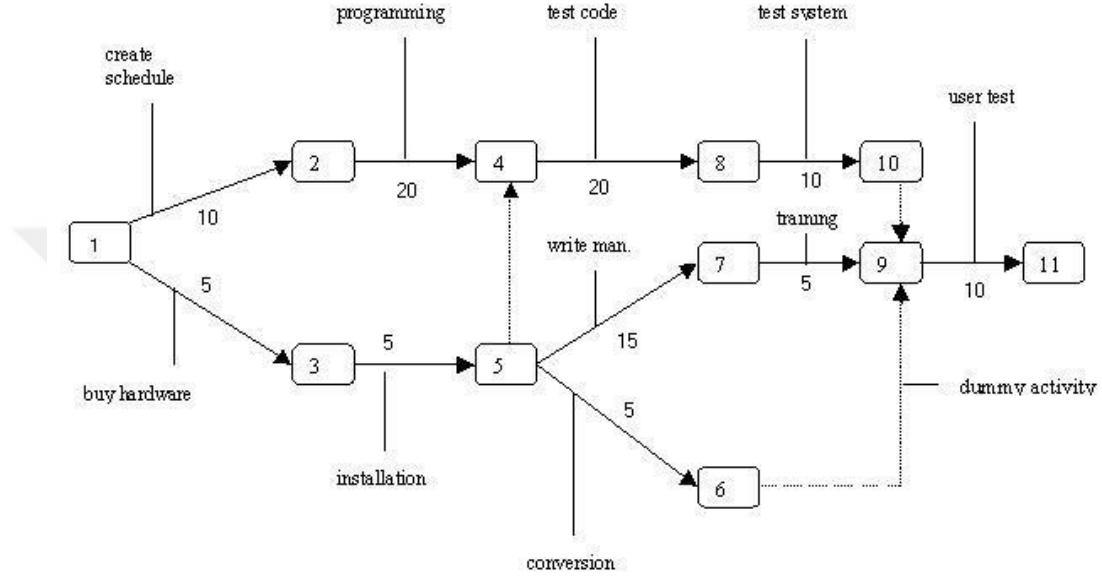 programming
test code
test system
create
schedule
user test
2
4
8
10
20
20
10
training
10
write man.
1
7
9
11
5
5
10
15
5
3
5
5
dummy activity
buy hardware
5
installation
6
conversion